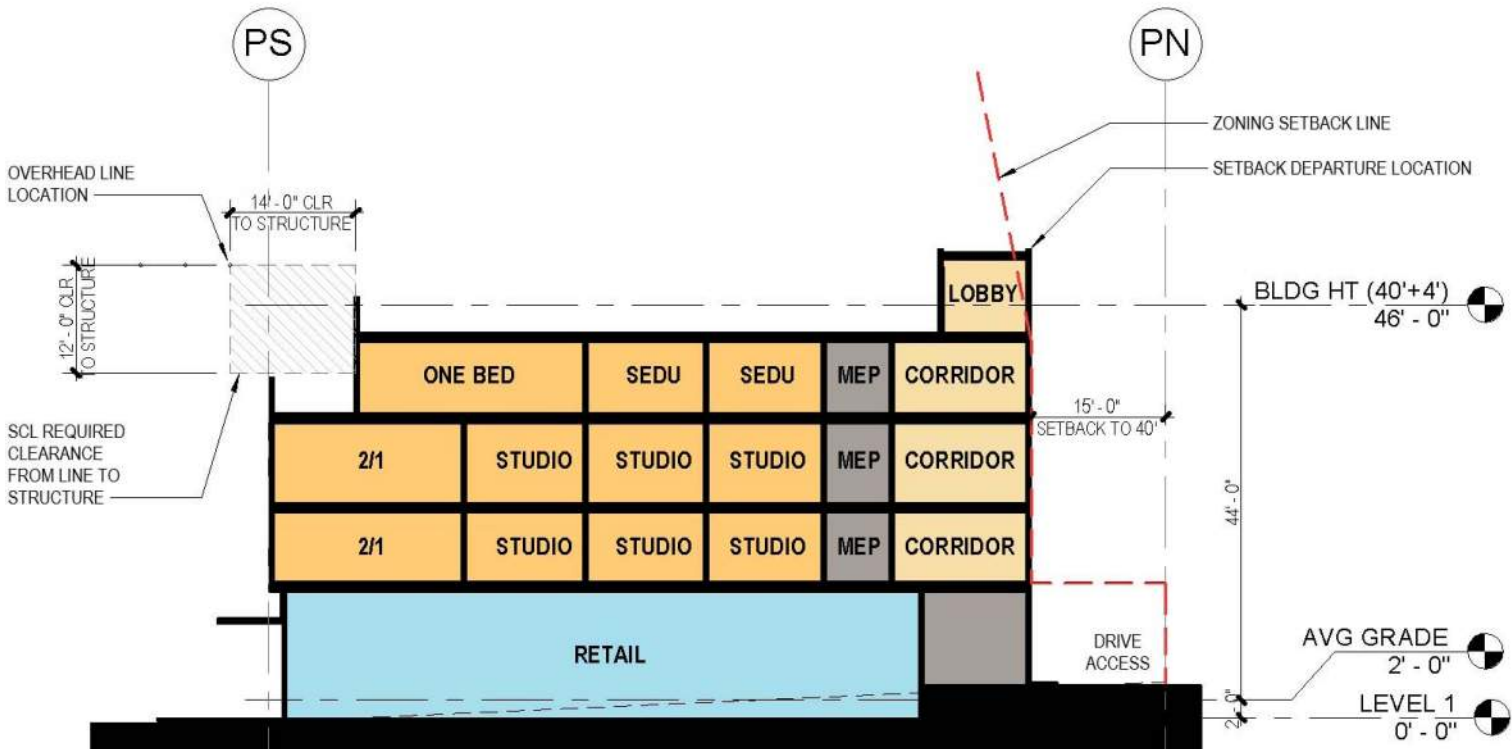 PS
PN
ZONING SETBACK LINE
SETBACK DEPARTURE LOCATION
OVERHEAD LINE
LOCATION
14' - 0" CLR
TO STRUCTURE
12' - 0" CLR
TO STRUCTURE
LOBBY
BLDG HT (40'+4')
46' - 0"
ONE BED
SEDU
SEDU
MEP
CORRIDOR
15' - 0"
SETBACK TO 40'
SCL REQUIRED
CLEARANCE
FROM LINE TO
STRUCTURE
2/1
STUDIO
STUDIO
STUDIO
MEP
CORRIDOR
44' - 0"
2/1
STUDIO
STUDIO
STUDIO
MEP
CORRIDOR
RETAIL
DRIVE
ACCESS
AVG GRADE
2' - 0"
2' - 0"
LEVEL 1
0' - 0"